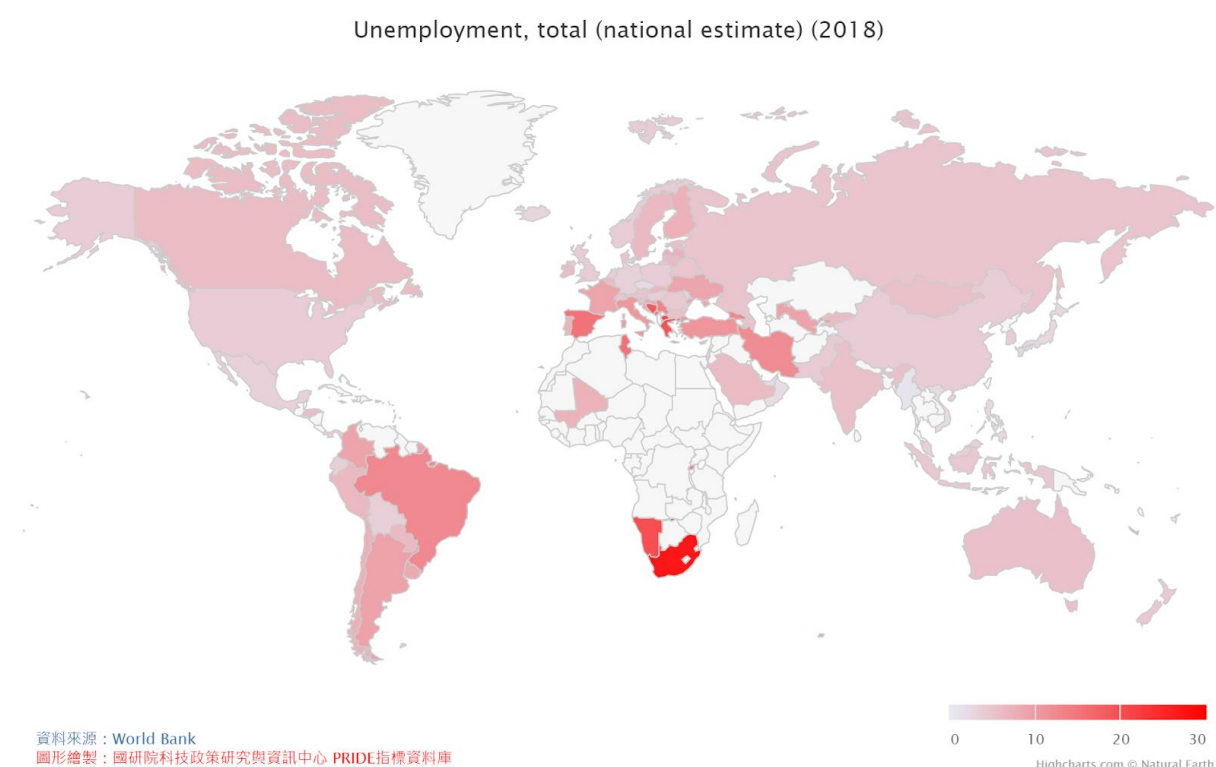 Unemployment, total (national estimate) (2018)
資料來源：World Bank
圖形繪製：國研院科技政策研究與資訊中心 PRIDE指標資料庫
0 10 20 30
Highcharts.com © Natural Earth